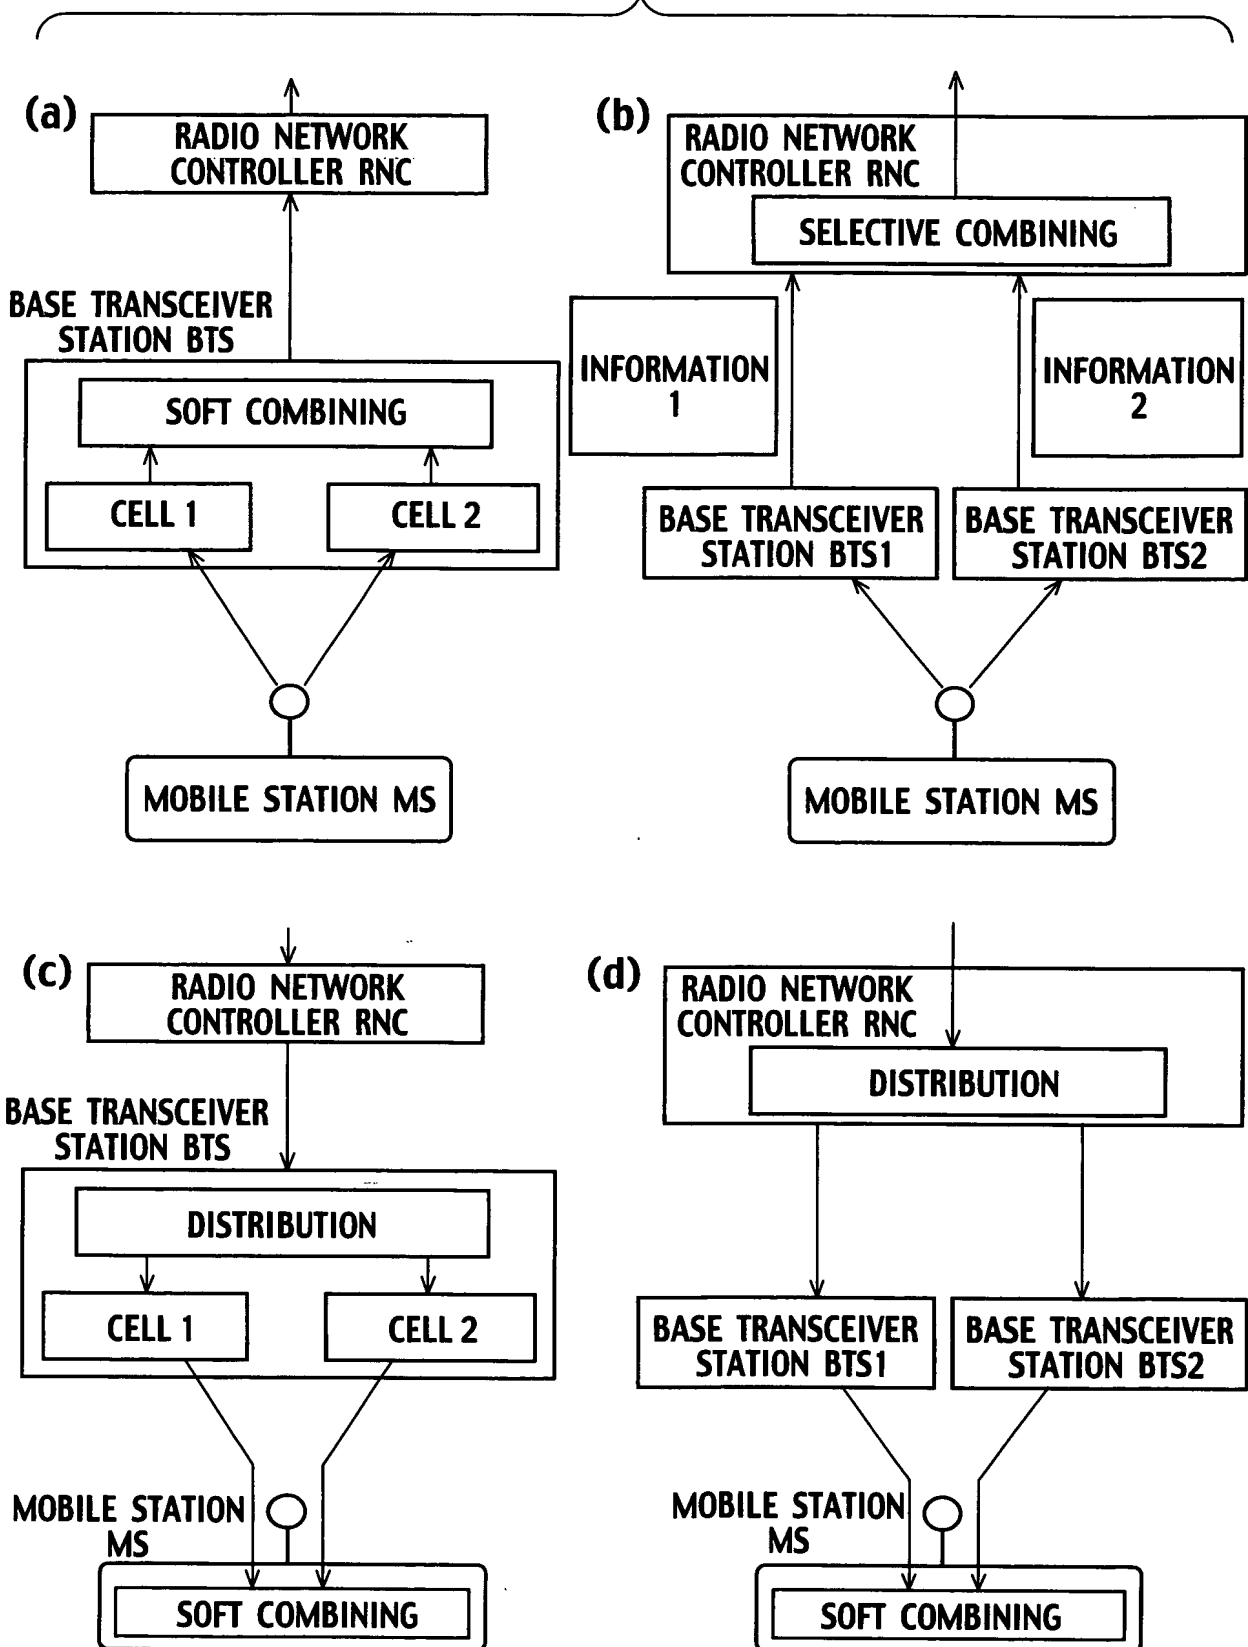 (a)
RADIO NETWORK
CONTROLLER RNC
BASE TRANSCEIVER
STATION BTS
SOFT COMBINING
CELL 1
CELL 2
MOBILE STATION MS
(b)
RADIO NETWORK
CONTROLLER RNC
SELECTIVE COMBINING
INFORMATION
1
INFORMATION
2
BASE TRANSCEIVER
STATION BTS1
BASE TRANSCEIVER
STATION BTS2
MOBILE STATION MS
(c)
RADIO NETWORK
CONTROLLER RNC
BASE TRANSCEIVER
STATION BTS
DISTRIBUTION
CELL 1
CELL 2
MOBILE STATION
MS
SOFT COMBINING
(d)
RADIO NETWORK
CONTROLLER RNC
DISTRIBUTION
BASE TRANSCEIVER
STATION BTS1
BASE TRANSCEIVER
STATION BTS2
MOBILE STATION
MS
SOFT COMBINING